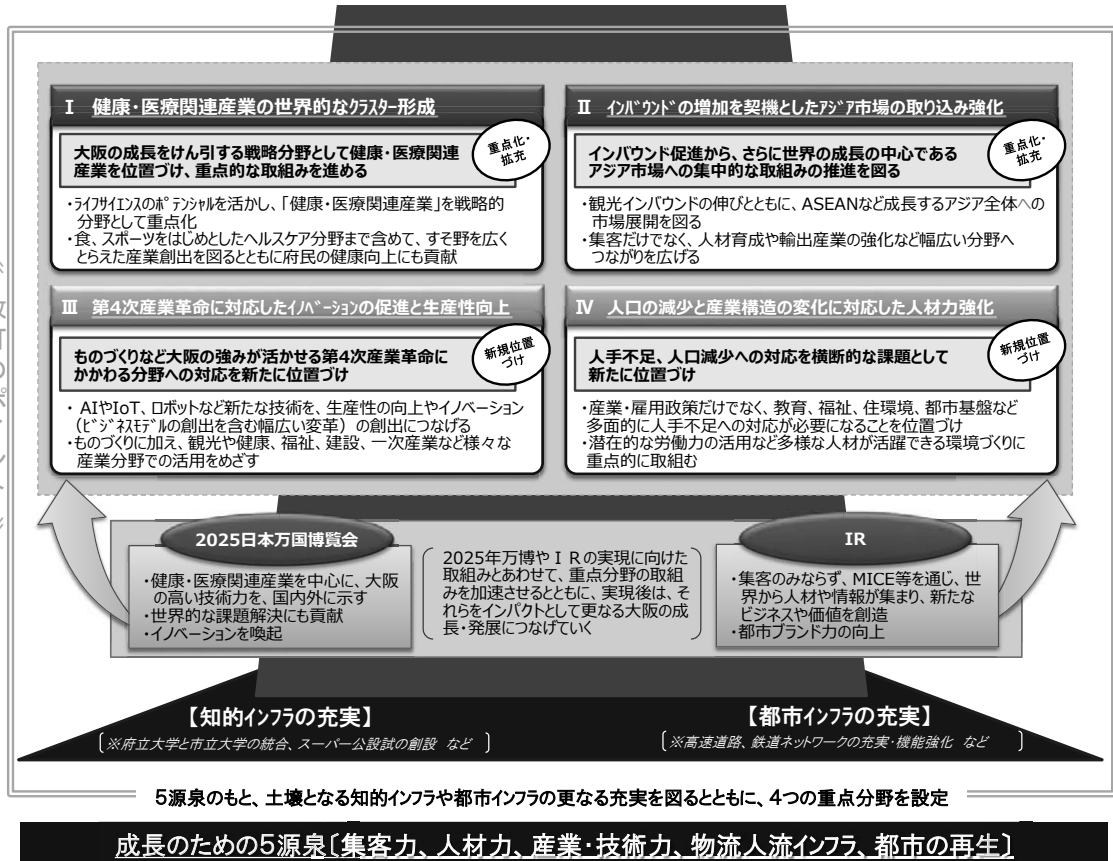 Ⅰ 健康・医療関連産業の世界的なクラスター形成
重点化・
拡充
大阪の成長をけん引する戦略分野として健康・医療関連
産業を位置づけ、重点的な取組みを進める
・ライフサイエンスのポテンシャルを活かし、「健康・医療関連産業」を戦略的
分野として重点化
・食、スポーツをはじめとしたヘルスケア分野まで含めて、すそ野を広く
とらえた産業創出を図るとともに府民の健康向上にも貢献
Ⅱ インバウンドの増加を契機としたアジア市場の取り込み強化
重点化・
拡充
インバウンド促進から、さらに世界の成長の中心である
アジア市場への集中的な取組みの推進を図る
・観光インバウンドの伸びとともに、ASEANなど成長するアジア全体への
市場展開を図る
・集客だけでなく、人材育成や輸出産業の強化など幅広い分野へ
つながりを広げる
Ⅲ 第4次産業革命に対応したイノベーションの促進と生産性向上
新規位置
づけ
ものづくりなど大阪の強みが活かせる第4次産業革命に
かかわる分野への対応を新たに位置づけ
・ AIやIoT、ロボットなど新たな技術を、生産性の向上やイノベーション
（ビジネスモデルの創出を含む幅広い変革）の創出につなげる
・ものづくりに加え、観光や健康、福祉、建設、一次産業など様々な
産業分野での活用をめざす
Ⅳ 人口の減少と産業構造の変化に対応した人材力強化
新規位置
づけ
人手不足、人口減少への対応を横断的な課題として
新たに位置づけ
・産業・雇用政策だけでなく、教育、福祉、住環境、都市基盤など
多面的に人手不足への対応が必要になることを位置づけ
・潜在的な労働力の活用など多様な人材が活躍できる環境づくりに
重点的に取組む
2025日本万国博覧会
・健康・医療関連産業を中心に、大阪
の高い技術力を、国内外に示す
・世界的な課題解決にも貢献
・イノベーションを喚起
2025年万博やＩＲの実現に向けた
取組みとあわせて、重点分野の取組
みを加速させるとともに、実現後は、そ
れらをインパクトとして更なる大阪の成
長・発展につなげていく
IR
・集客のみならず、MICE等を通じ、世
界から人材や情報が集まり、新たな
ビジネスや価値を創造
・都市ブランド力の向上
【知的インフラの充実】
〔※府立大学と市立大学の統合、スーパー公設試の創設 など 〕
【都市インフラの充実】
〔※高速道路、鉄道ネットワークの充実・機能強化 など 〕
5源泉のもと、土壌となる知的インフラや都市インフラの更なる充実を図るとともに、4つの重点分野を設定
成長のための5源泉〔集客力、人材力、産業・技術力、物流人流インフラ、都市の再生〕